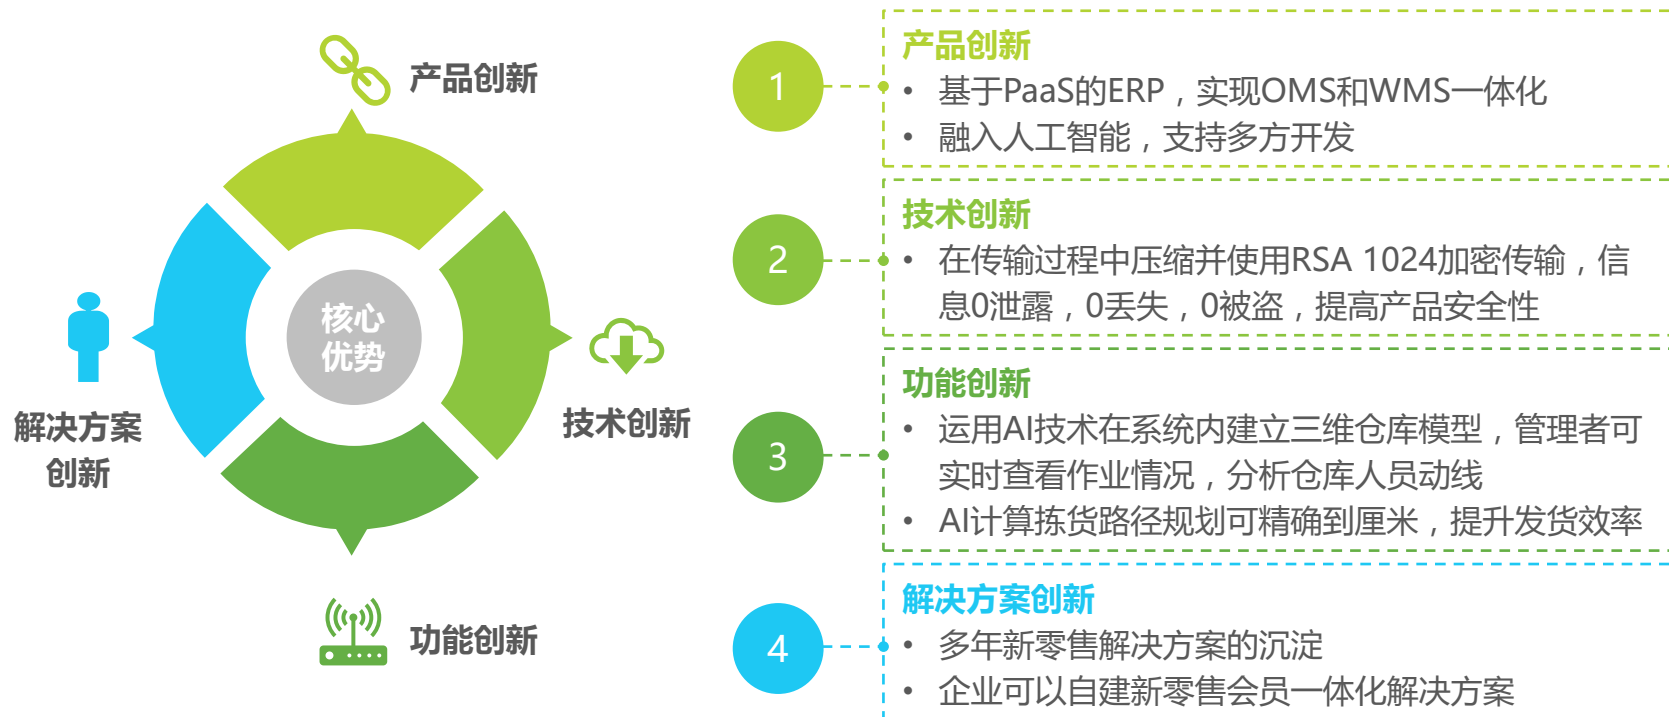 产品创新
核心
优势
技术创新
解决方案
创新
功能创新
1
产品创新
• 基于PaaS的ERP，实现OMS和WMS一体化
• 融入人工智能，支持多方开发
2
技术创新
• 在传输过程中压缩并使用RSA 1024加密传输，信
息0泄露，0丢失，0被盗，提高产品安全性
3
功能创新
• 运用AI技术在系统内建立三维仓库模型，管理者可
实时查看作业情况，分析仓库人员动线
• AI计算拣货路径规划可精确到厘米，提升发货效率
4
解决方案创新
• 多年新零售解决方案的沉淀
• 企业可以自建新零售会员一体化解决方案